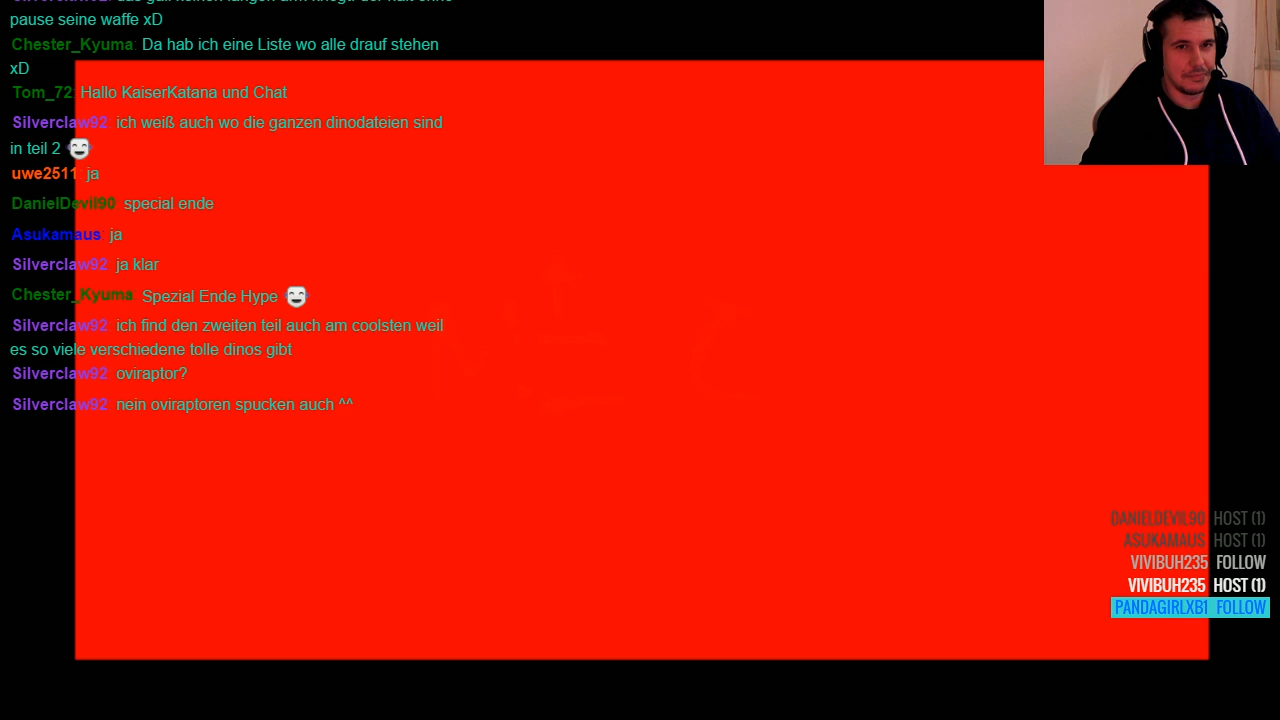 pause seine waffe xD
Chester_Kyuma: Da hab ich eine Liste wo alle drauf stehen
xD
Tom_72: Hallo KaiserKatana und Chat
Silverclaw92: ich weiß auch wo die ganzen dinodateien sind
in teil 2
uwe2511: ja
DanielDevil90: special ende
Asukamaus: ja
Silverclaw92: ja klar
Chester_Kyuma: Spezial Ende Hype
Silverclaw92: ich find den zweiten teil auch am coolsten weil
es so viele verschiedene tolle dinos gibt
Silverclaw92: oviraptor?
Silverclaw92: nein oviraptoren spucken auch ^^
DANIELDEVIL90 HOST (1)
ASUKAMAUS HOST (1)
VIVIBUH235 FOLLOW
VIVIBUH235 HOST (1)
PANDAGIRLXB1 FOLLOW